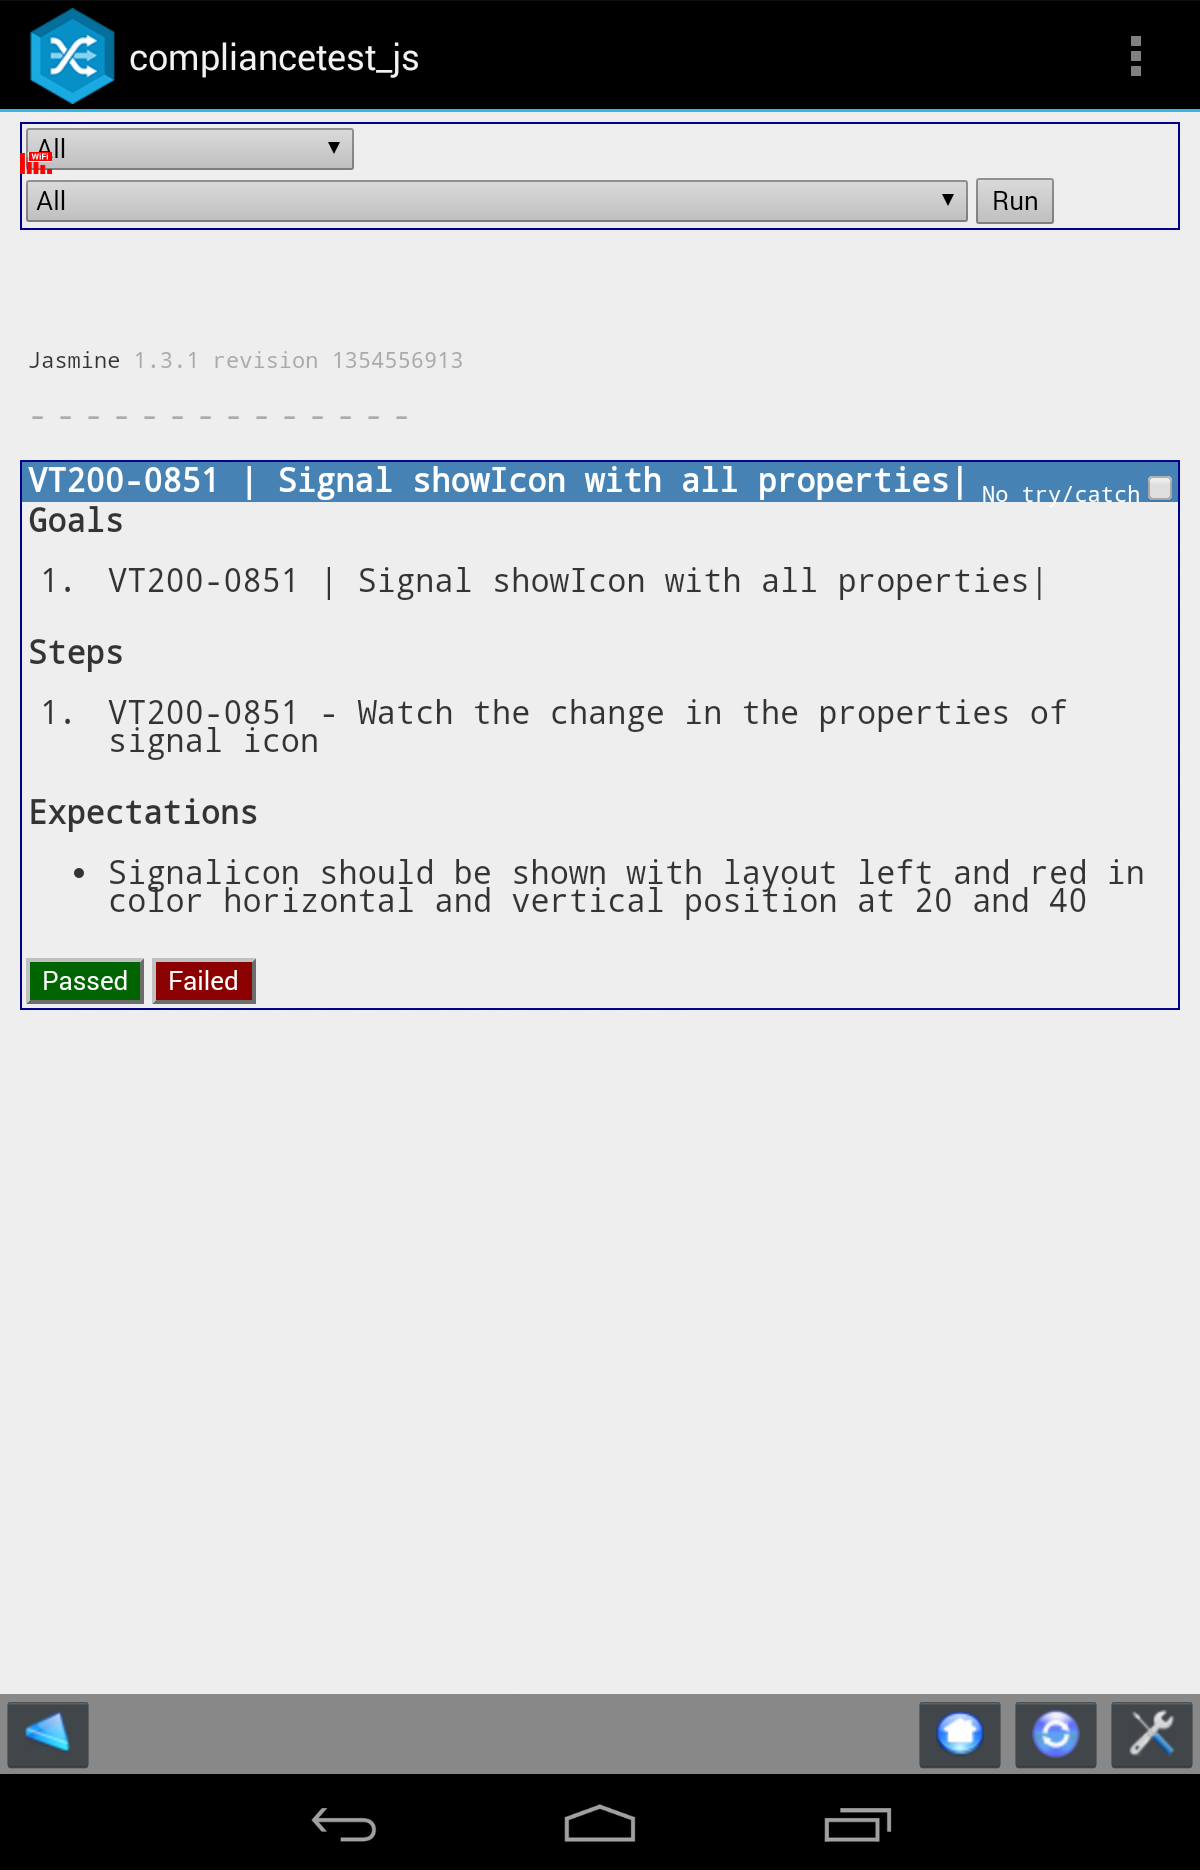 compliancetest_js
All
WiFi
All
Run
Jasmine 1.3.1 revision 1354556913
- - - - - - - - - - - - - -
VT200-0851 | Signal showIcon with all properties|
No try/catch
Goals
1. VT200-0851 | Signal showIcon with all properties|
Steps
1. VT200-0851 - Watch the change in the properties of
signal icon
Expectations
• Signalicon should be shown with layout left and red in
color horizontal and vertical position at 20 and 40
Passed Failed